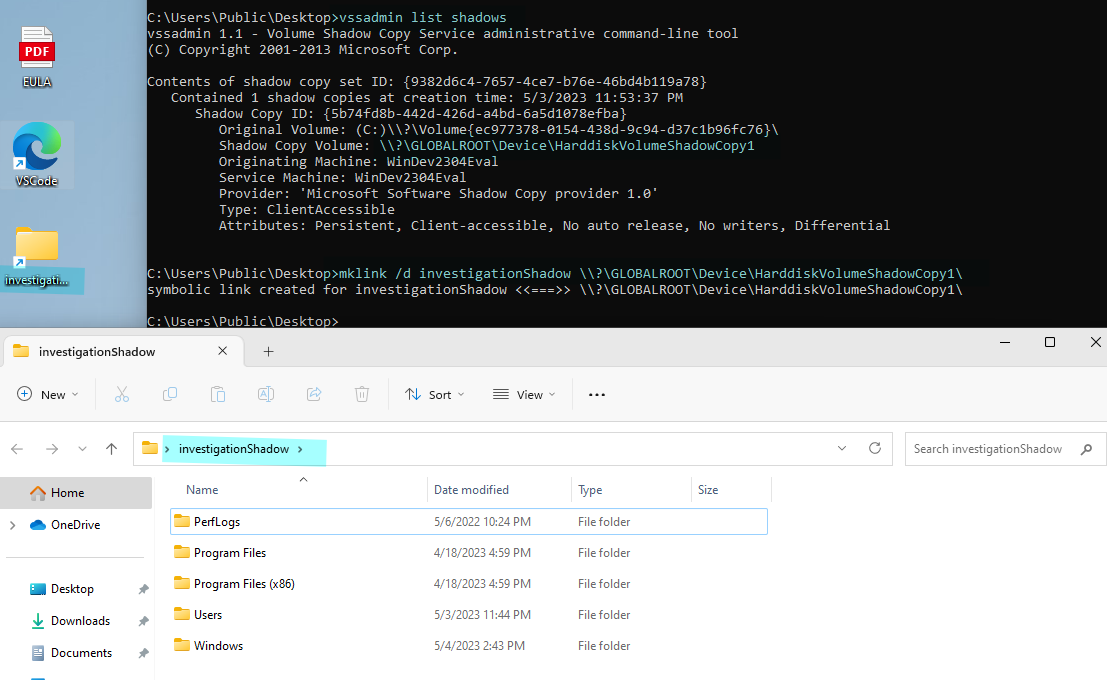 PDF
EULA
VSCode
investigati...
C:\Users\Public\Desktop>vssadmin list shadows
vssadmin 1.1 - Volume Shadow Copy Service administrative command-line tool
(C) Copyright 2001-2013 Microsoft Corp.
Contents of shadow copy set ID: {9382d6c4-7657-4ce7-b76e-46bd4b119a78}
Contained 1 shadow copies at creation time: 5/3/2023 11:53:37 PM
Shadow Copy ID: {5b74fd8b-442d-426d-a4bd-6a5d1078efba}
Original Volume: (C:)\\?\Volume{ec977378-0154-438d-9c94-d37c1b96fc76}\
Shadow Copy Volume: \\?\GLOBALROOT\Device\HarddiskVolumeShadowCopy1
Originating Machine: WinDev2304Eval
Service Machine: WinDev2304Eval
Provider: 'Microsoft Software Shadow Copy provider 1.0'
Type: ClientAccessible
Attributes: Persistent, Client-accessible, No auto release, No writers, Differential
C:\Users\Public\Desktop>mklink /d investigationShadow \\?\GLOBALROOT\Device\HarddiskVolumeShadowCopy1\
symbolic link created for investigationShadow <<===>> \\?\GLOBALROOT\Device\HarddiskVolumeShadowCopy1\
C:\Users\Public\Desktop>
investigationShadow
New Sort View
investigationShadow Search investigationShadow
Home
OneDrive
Desktop
Downloads
Documents
Name Date modified Type Size
PerfLogs 5/6/2022 10:24 PM File folder
Program Files 4/18/2023 4:59 PM File folder
Program Files (x86) 4/18/2023 4:59 PM File folder
Users 5/3/2023 11:44 PM File folder
Windows 5/4/2023 2:43 PM File folder